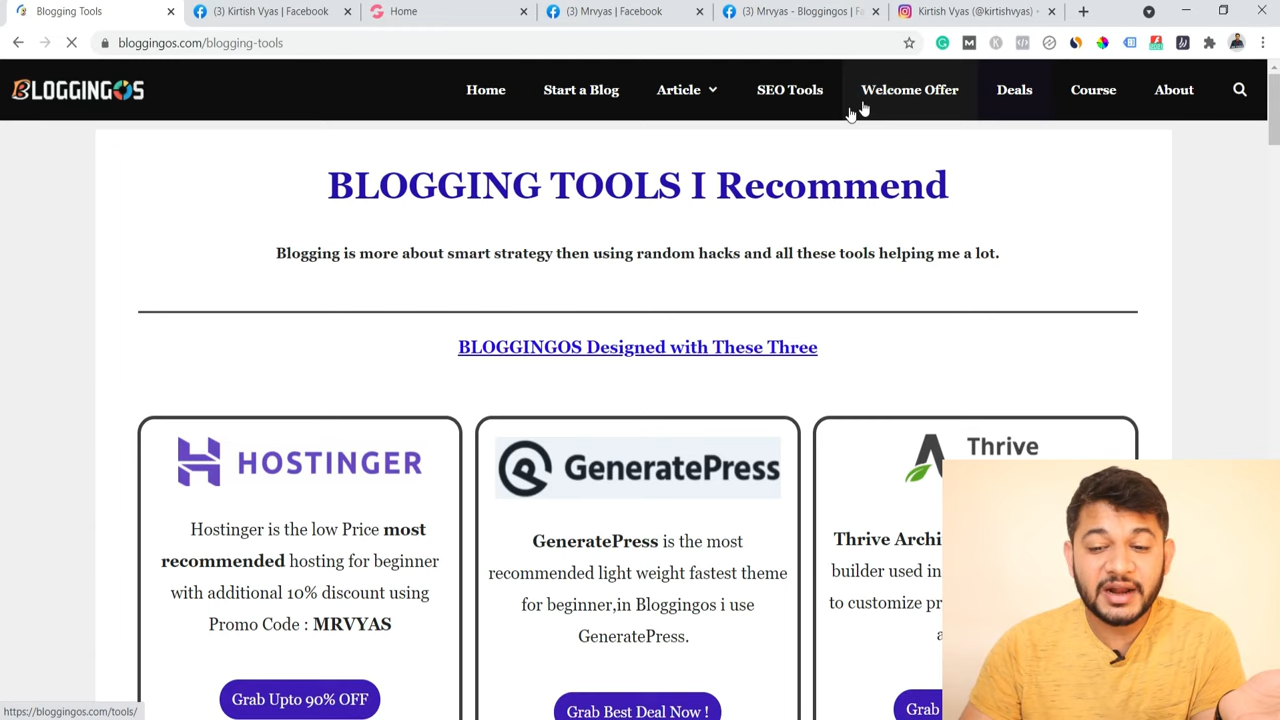 Blogging Tools
(3) Kirtish Vyas | Facebook
Home
(3) Mrvyas | Facebook
(3) Mrvyas - Bloggingos | Fa
Kirtish Vyas (@kirtishvyas) •
bloggingos.com/blogging-tools
BLOGGINGOS
Home
Start a Blog
Article
SEO Tools
Welcome Offer
Deals
Course
About
BLOGGING TOOLS I Recommend
Blogging is more about smart strategy then using random hacks and all these tools helping me a lot.
BLOGGINGOS Designed with These Three
HOSTINGER
Hostinger is the low Price most
recommended hosting for beginner
with additional 10% discount using
Promo Code : MRVYAS
Grab Upto 90% OFF
GeneratePress
GeneratePress is the most
recommended light weight fastest theme
for beginner,in Bloggingos i use
GeneratePress.
Grab Best Deal Now !
Thrive
Thrive Archi
builder used in
to customize pr
a
Grab
https://bloggingos.com/tools/